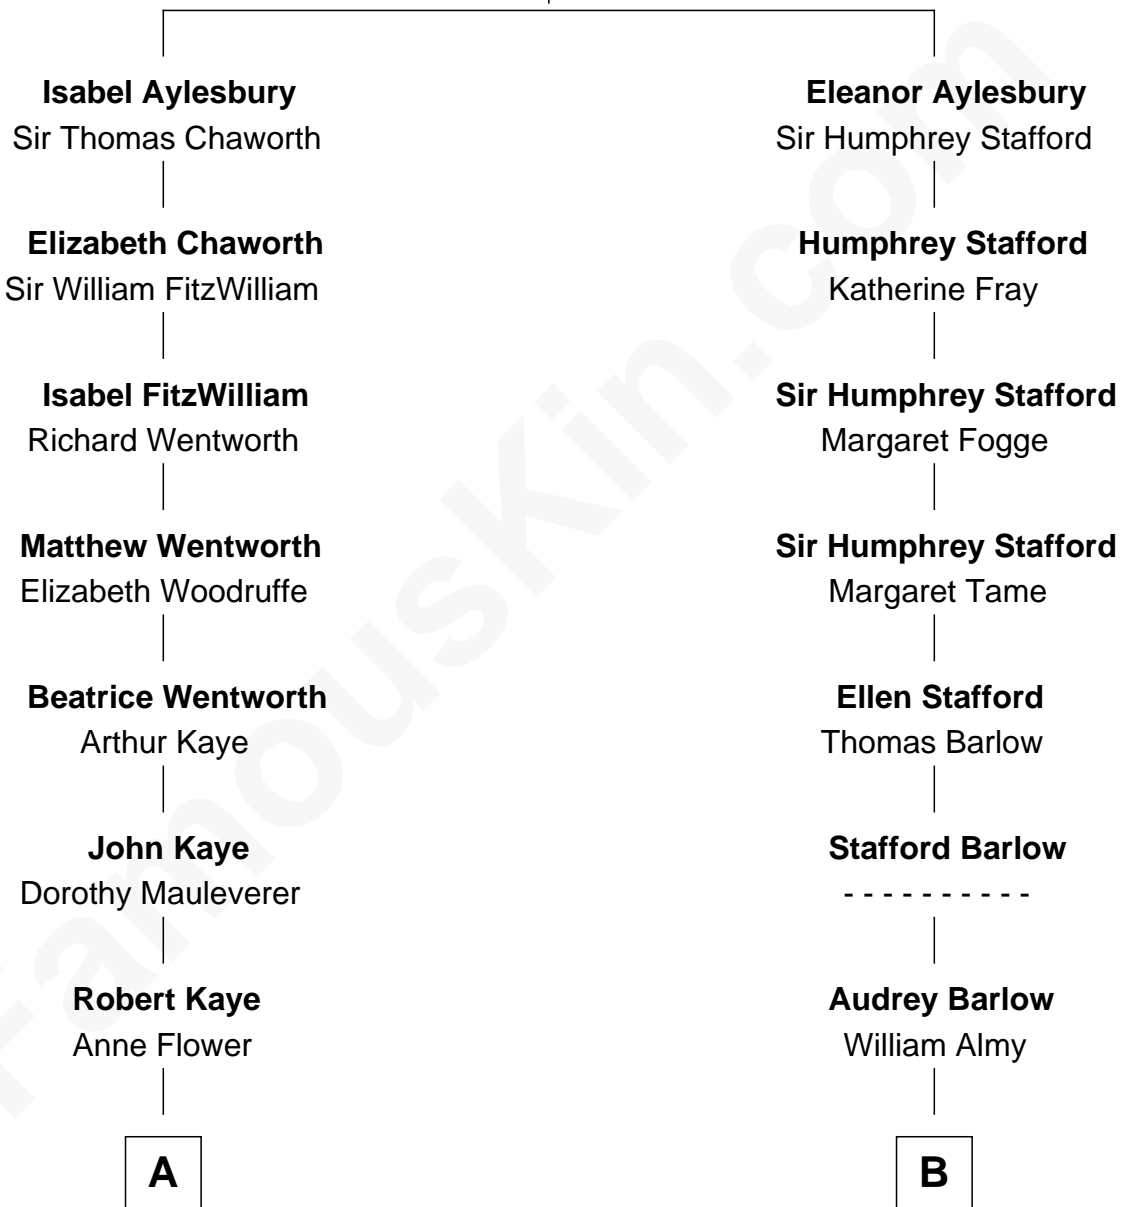 Isabel Aylesbury
Sir Thomas Chaworth
Elizabeth Chaworth
Sir William FitzWilliam
Isabel FitzWilliam
Richard Wentworth
Matthew Wentworth
Elizabeth Woodruffe
Beatrice Wentworth
Arthur Kaye
John Kaye
Dorothy Mauleverer
Robert Kaye
Anne Flower
A
Eleanor Aylesbury
Sir Humphrey Stafford
Humphrey Stafford
Katherine Fray
Sir Humphrey Stafford
Margaret Fogge
Sir Humphrey Stafford
Margaret Tame
Ellen Stafford
Thomas Barlow
Stafford Barlow
- - - - - - - - - -
Audrey Barlow
William Almy
B
FamousKin.com